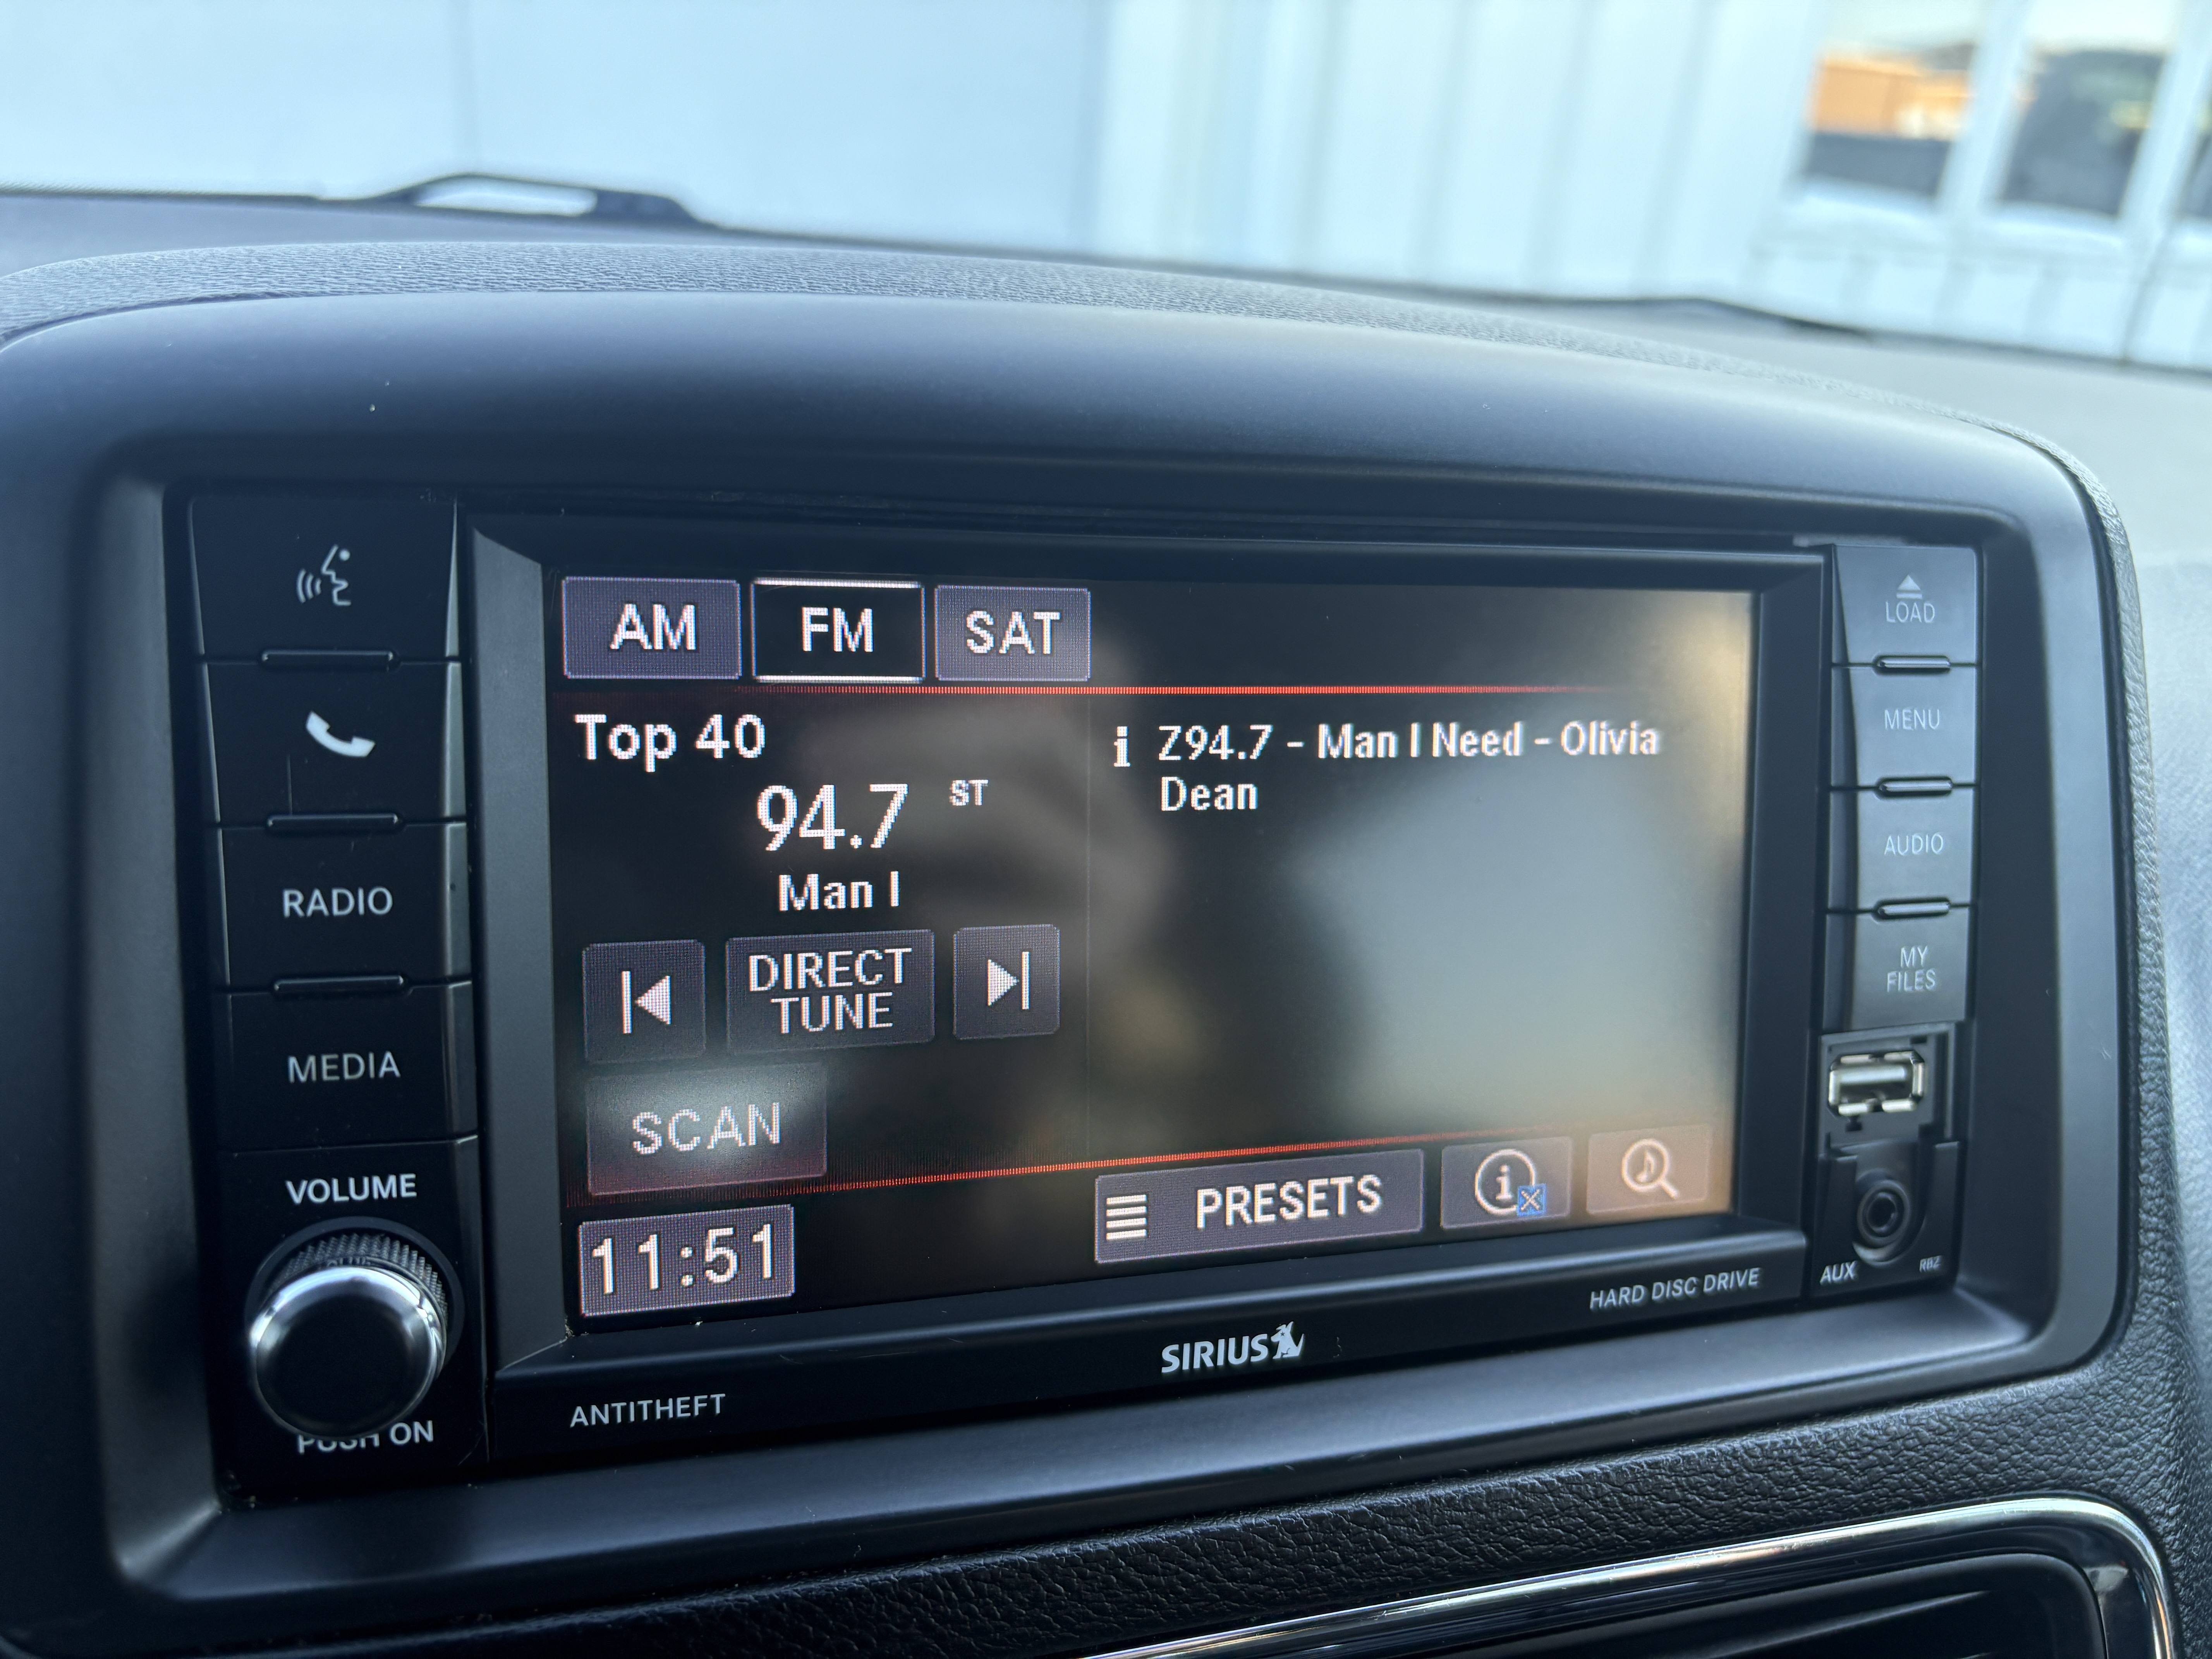 AM FM SAT
Top 40
94.7 ST
Man I
DIRECT
TUNE
SCAN
11:51
i Z94.7 - Man I Need - Olivia
Dean
PRESETS
i
RADIO
MEDIA
VOLUME
PUSH ON
LOAD
MENU
AUDIO
MY
FILES
AUX
RBZ
HARD DISC DRIVE
SIRIUS
ANTITHEFT